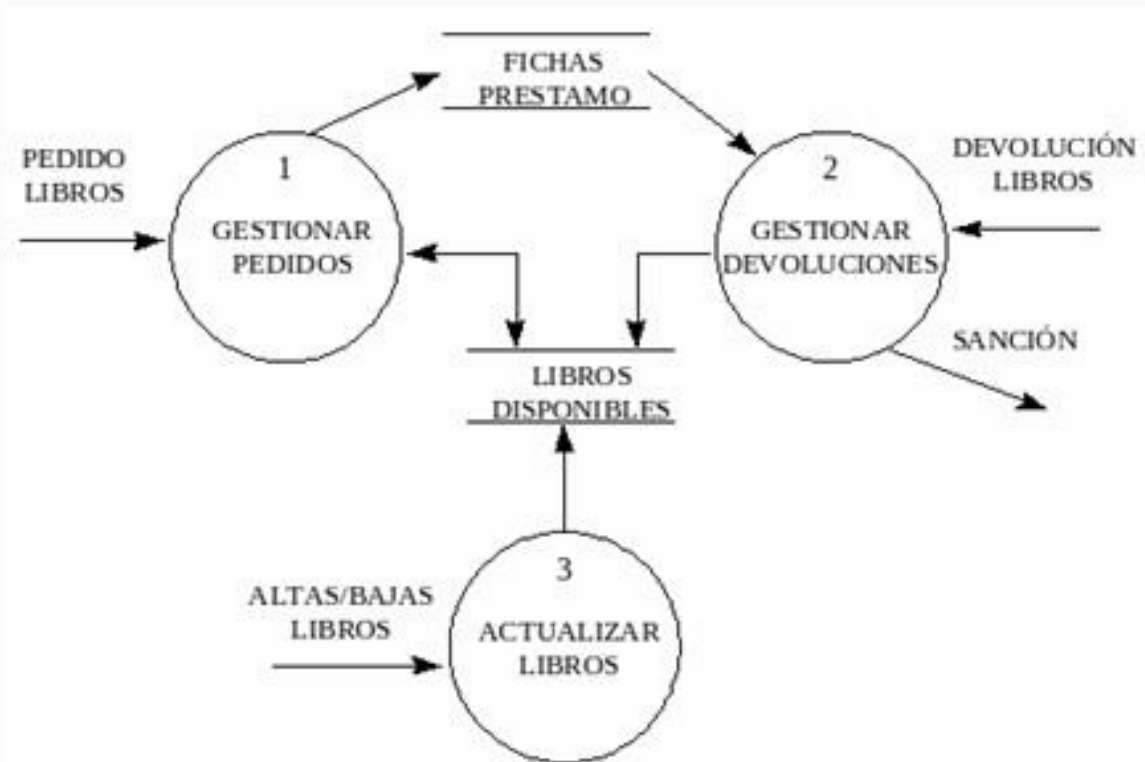 FICHAS
PRESTAMO
PEDIDO
LIBROS
1
GESTIONAR
PEDIDOS
2
GESTIONAR
DEVOLUCIONES
DEVOLUCIÓN
LIBROS
SANCIÓN
LIBROS
DISPONIBLES
3
ACTUALIZAR
LIBROS
ALTAS/BAJAS
LIBROS